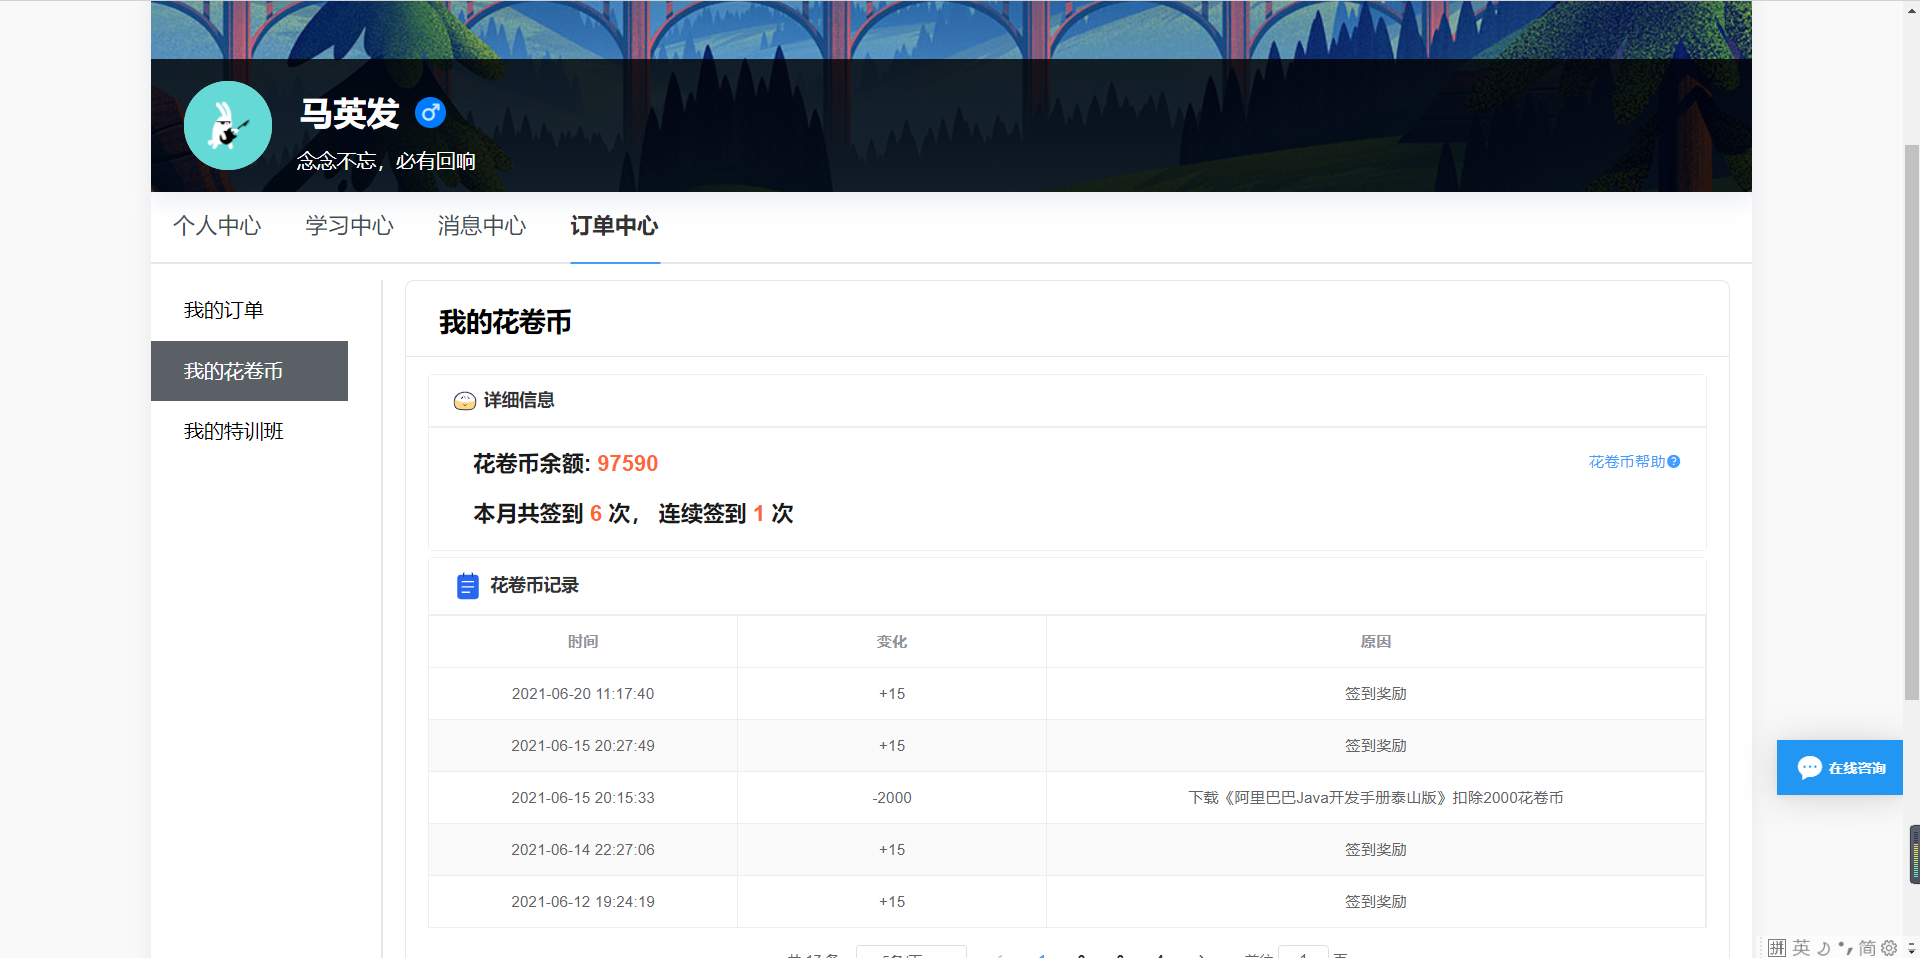 马英发
念念不忘，必有回响
个人中心 学习中心 消息中心 订单中心
我的订单
我的花卷币
我的特训班
我的花卷币
详细信息
花卷币余额: 97590
花卷币帮助?
本月共签到 6 次， 连续签到 1 次
花卷币记录
时间 变化 原因
2021-06-20 11:17:40 +15 签到奖励
2021-06-15 20:27:49 +15 签到奖励
2021-06-15 20:15:33 -2000 下载《阿里巴巴Java开发手册泰山版》扣除2000花卷币
2021-06-14 22:27:06 +15 签到奖励
2021-06-12 19:24:19 +15 签到奖励
在线咨询
拼 英 简